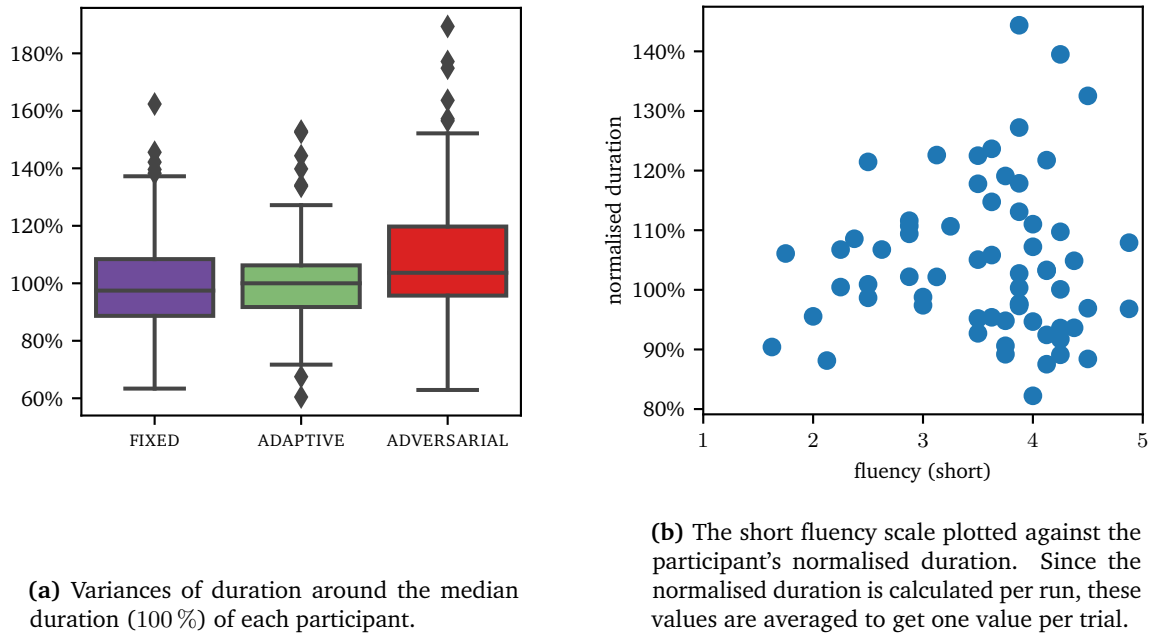 180%
160%
140%
120%
100%
80%
60%
FIXED
ADAPTIVE
ADVERSARIAL
(a) Variances of duration around the median
duration (100 %) of each participant.
normalised duration
140%
130%
120%
110%
100%
90%
80%
1
2
3
4
5
fluency (short)
(b) The short fluency scale plotted against the
participant's normalised duration. Since the
normalised duration is calculated per run, these
values are averaged to get one value per trial.